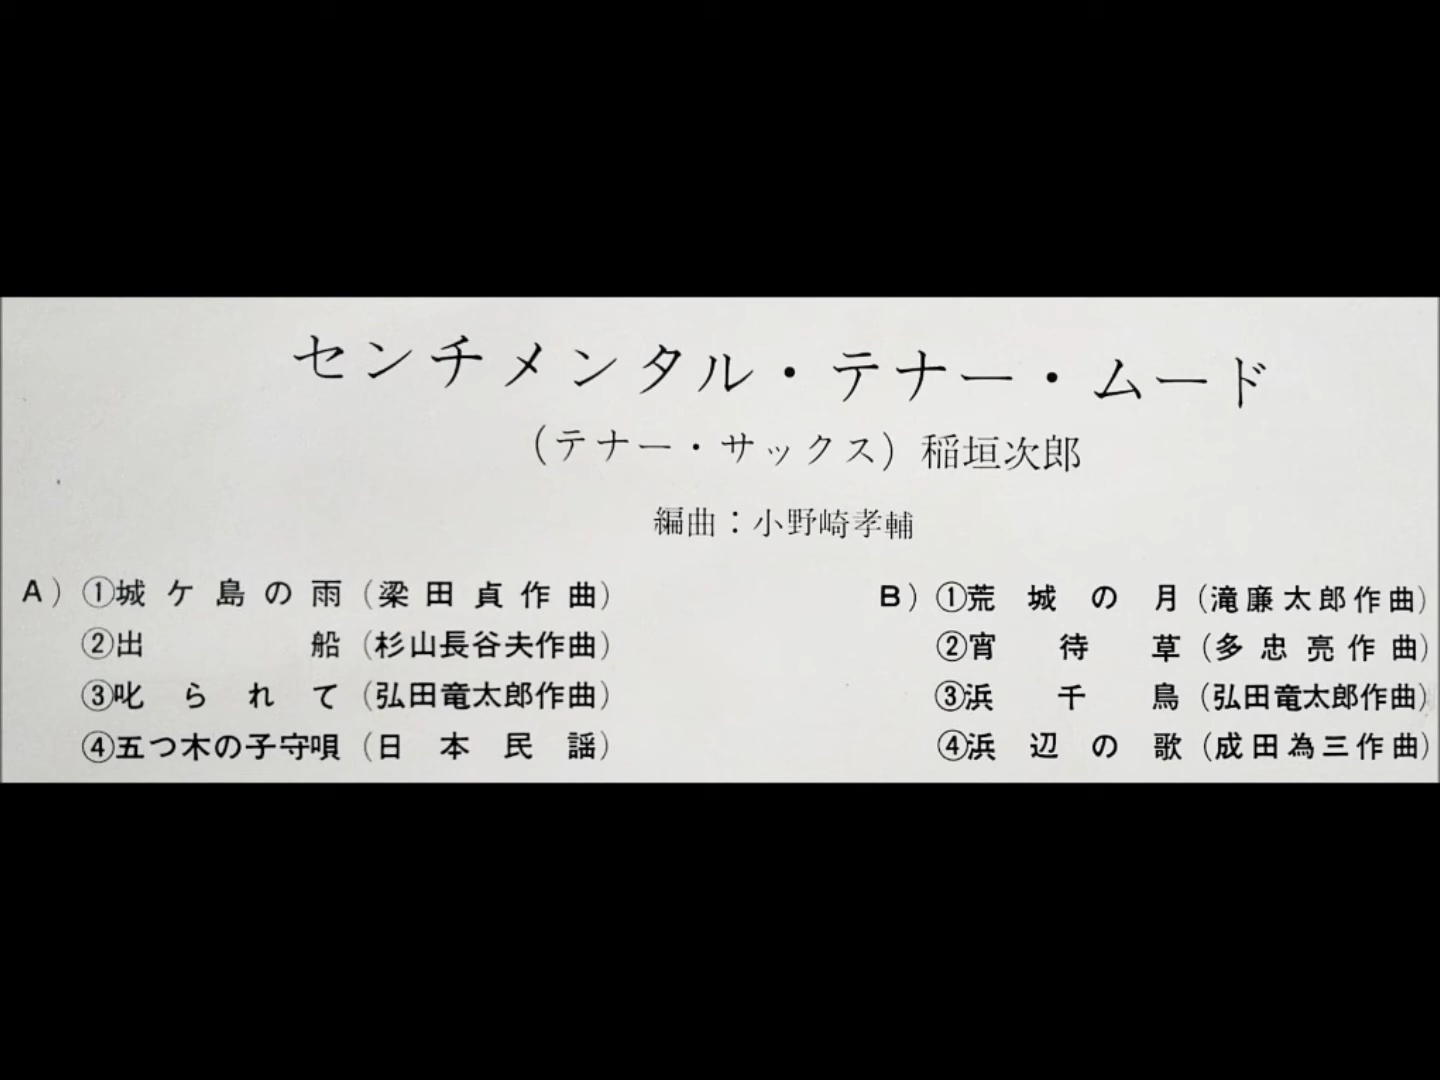 センチメンタル・テナー・ムード
(テナー・サックス)稲垣次郎
編曲：小野崎孝輔
A) ①城ケ島の雨(梁田貞作曲)
②出船(杉山長谷夫作曲)
③叱られて(弘田竜太郎作曲)
④五つ木の子守唄(日本民謡)
B) ①荒城の月(滝廉太郎作曲)
②宵待草(多忠亮作曲)
③浜千鳥(弘田竜太郎作曲)
④浜辺の歌(成田為三作曲)